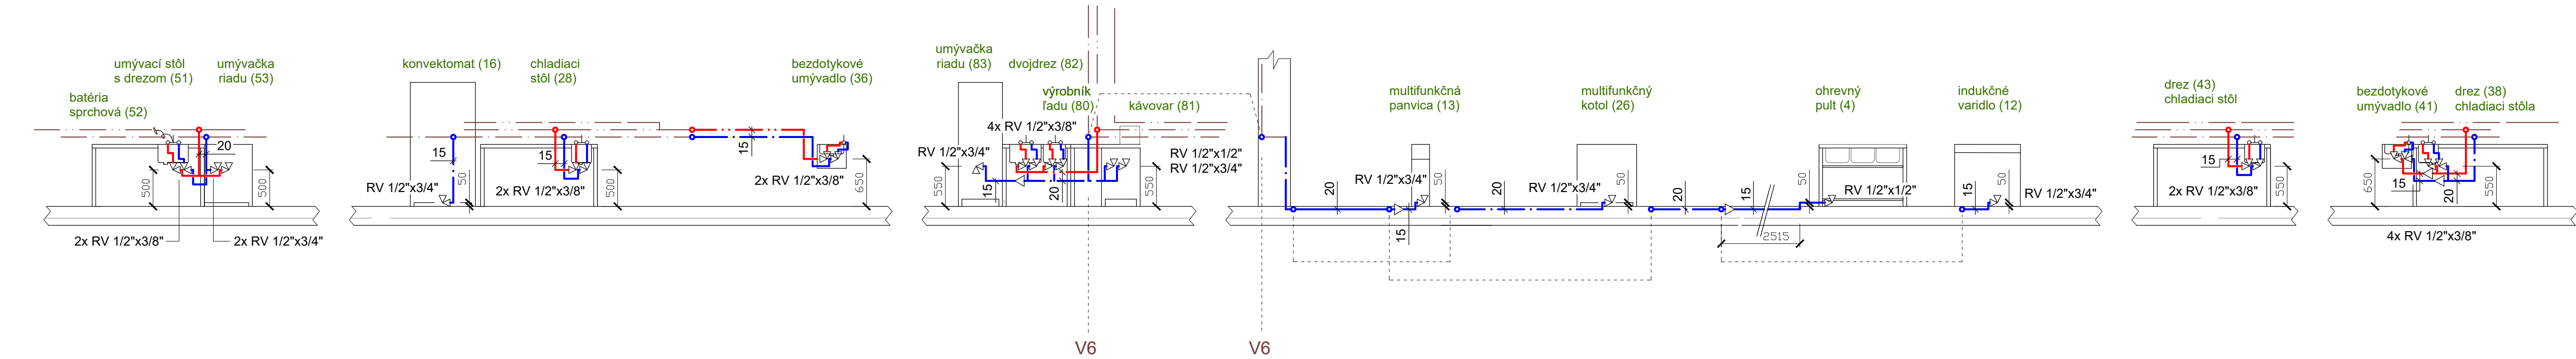 umývací stôl
s drezom (51)
umývačka
riadu (53)
batéria
sprchová (52)
20
500
500
2x RV 1/2"x3/8"
2x RV 1/2"x3/4"
konvektomat (16)
chladiaci
stôl (28)
bezdotykové
umývadlo (36)
15
RV 1/2"x3/4"
50
15
2x RV 1/2"x3/8"
500
15
2x RV 1/2"x3/8"
650
umývačka
riadu (83)
dvojdrez (82)
výrobník
ľadu (80)
kávovar (81)
4x RV 1/2"x3/8"
RV 1/2"x3/4"
550
15
20
550
RV 1/2"x1/2"
RV 1/2"x3/4"
V6
V6
multifunkčná
panvica (13)
20
RV 1/2"x3/4"
50
15
multifunkčný
kotol (26)
20
RV 1/2"x3/4"
50
20
ohrevný
pult (4)
15
50
RV 1/2"x1/2"
2515
indukčné
varidlo (12)
15
50
RV 1/2"x3/4"
drez (43)
chladiaci stôl
15
2x RV 1/2"x3/8"
550
bezdotykové
umývadlo (41)
drez (38)
chladiaci stôla
650
15
20
550
4x RV 1/2"x3/8"